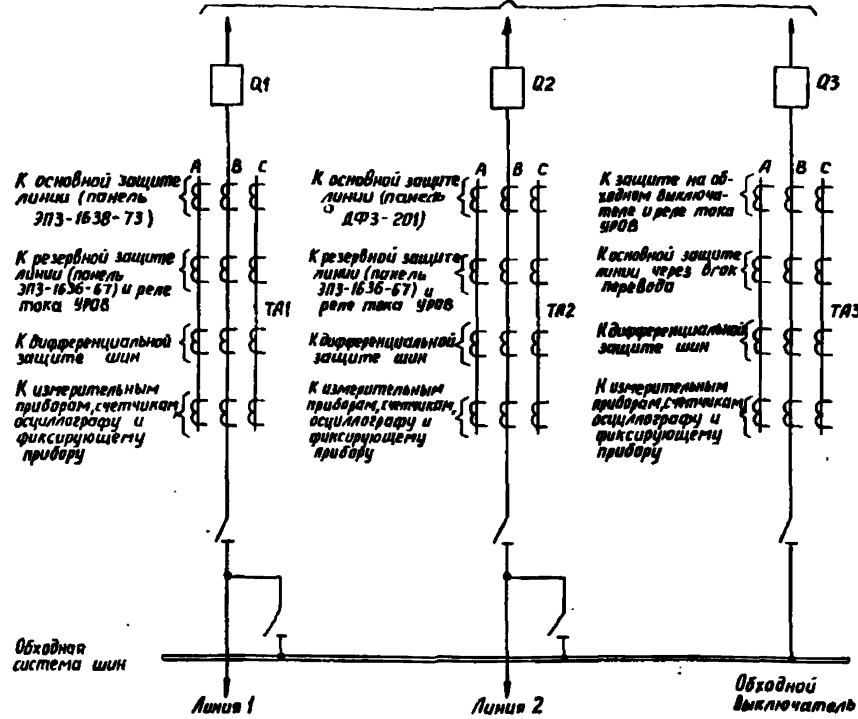 Q1
Q2
Q3
А В С
А В С
А В С
К основной защите
линии (панель
ЭПЗ-1638-73)
К резервной защите
линии (панель
ЭПЗ-1636-67) и реле
тока УРОВ
ТА1
К дифференциальной
защите шин
К измерительным
приборам, счетчикам,
осциллографу и
фиксирующему
прибору
К основной защите
линии (панель
ДФЗ-201)
К резервной защите
линии (панель
ЭПЗ-1636-67) и
реле тока УРОВ
ТА2
К дифференциальной
защите шин
К измерительным
приборам, счетчикам,
осциллографу и
фиксирующему
прибору
К защите на об-
ходном выключа-
теле и реле тока
УРОВ
К основной защите
линии через блок
перевода
ТА3
К дифференциальной
защите шин
К измерительным
приборам, счетчикам,
осциллографу и
фиксирующему
прибору
Обходная
система шин
Линия 1
Линия 2
Обходной
выключатель